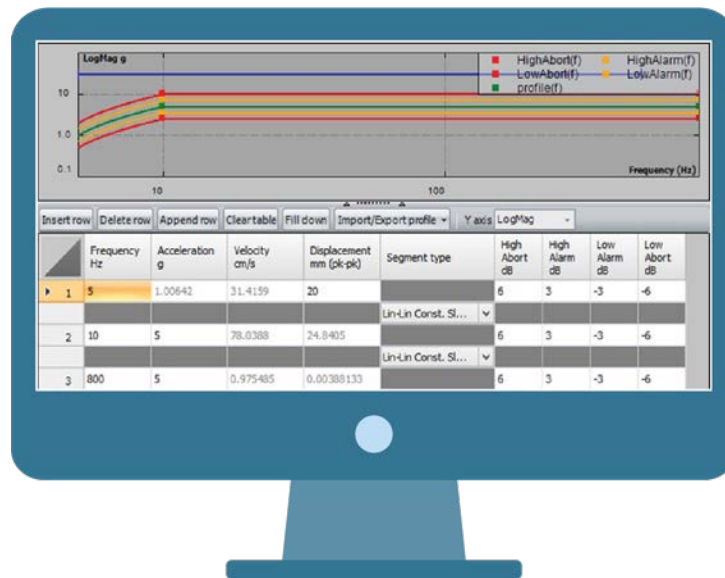 LogMag g
HighAbort(f) HighAlarm(f)
LowAbort(f) LowAlarm(f)
profile(f)
10
1.0
0.1
Frequency (Hz)
10 100
Insert row Delete row Append row Clear table Fill down Import/Export profile Y axis LogMag
Frequency Hz Acceleration g Velocity cm/s Displacement mm (pk-pk) Segment type High Abort dB High Alarm dB Low Alarm dB Low Abort dB
1 5 1.00642 31.4159 20 6 3 -3 -6
Lin-Lin Const. Sl...
2 10 5 78.0388 24.8405 6 3 -3 -6
Lin-Lin Const. Sl...
3 800 5 0.975485 0.00388133 6 3 -3 -6